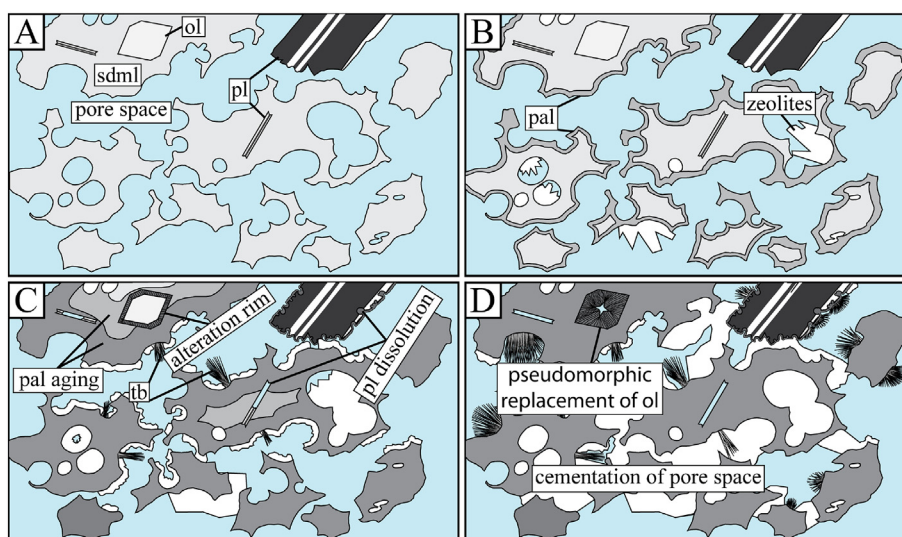 A
ol
sdml
pl
pore space
B
pal
zeolites
C
alteration rim
pl dissolution
pal aging
tb
D
pseudomorphic
replacement of ol
cementation of pore space